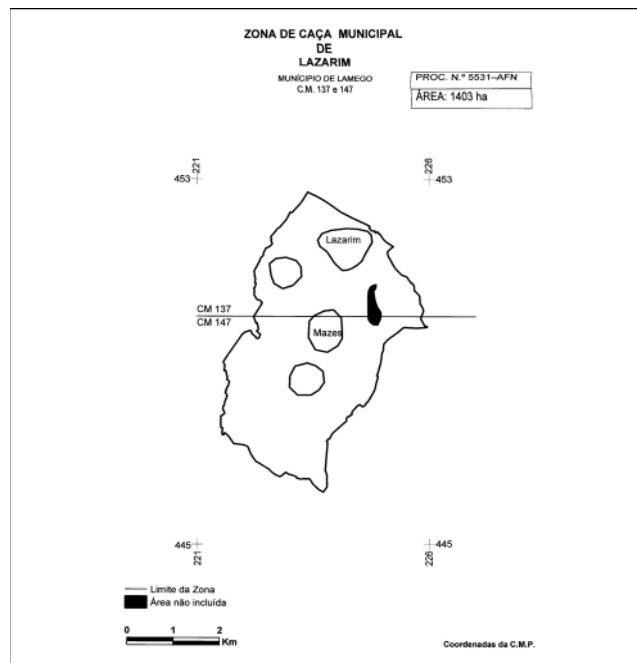 ZONA DE CAÇA MUNICIPAL
DE
LAZARIM
MUNÍCIPIO DE LAMEGO
C.M. 137 e 147
PROC. N.º 5531–AFN
ÁREA: 1403 ha
221
226
453
453
Lazarim
CM 137
CM 147
Mazes
445
445
221
226
Limite da Zona
Área não incluída
0 1 2
Km
Coordenadas da C.M.P.